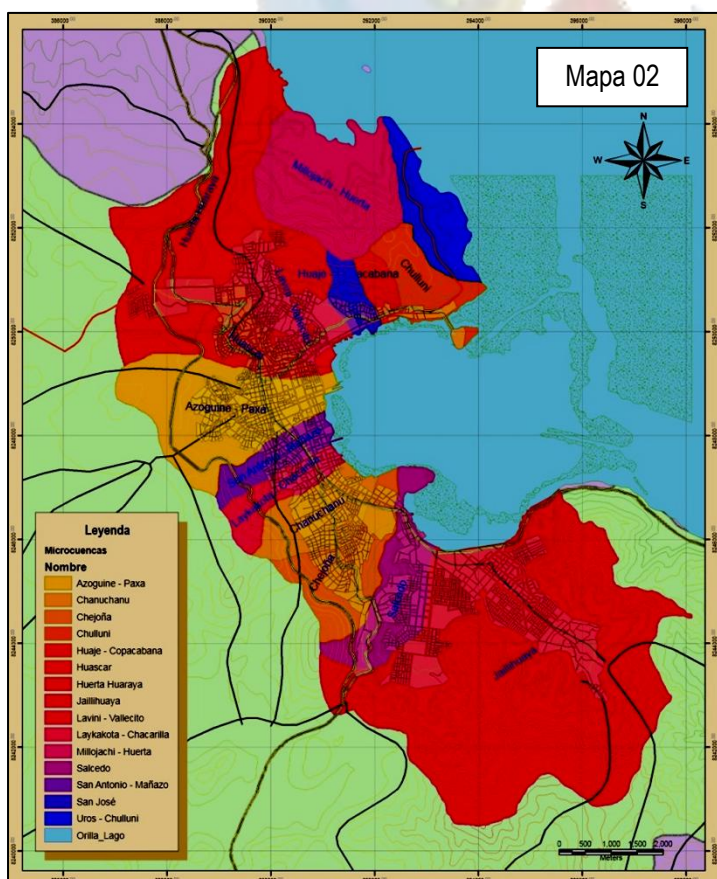 Mapa 02
N
W E
S
Millojachi - Huerta
Chulluni
Azoguine - Paxa
Chanuchanu
Chejoña
Salcedo
Jaillihuaya
Leyenda
Microcuencas
Nombre
Azoguine - Paxa
Chanuchanu
Chejoña
Chulluni
Huaje - Copacabana
Huascar
Huerta Huaraya
Jaillihuaya
Lavini - Vallecito
Laykakota - Chacarilla
Millojachi - Huerta
Salcedo
San Antonio - Mañazo
San José
Uros - Chulluni
Orilla_Lago
0 500 1,000 1,500 2,000
Meters